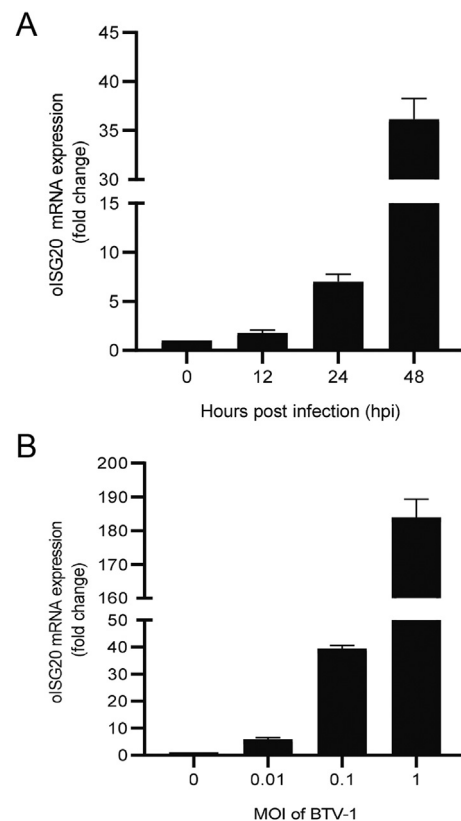 A
oISG20 mRNA expression
(fold change)
45
40
35
30
15
10
5
0
0 12 24 48
Hours post infection (hpi)
B
oISG20 mRNA expression
(fold change)
200
190
180
170
160
50
40
30
20
10
0
0 0.01 0.1 1
MOI of BTV-1